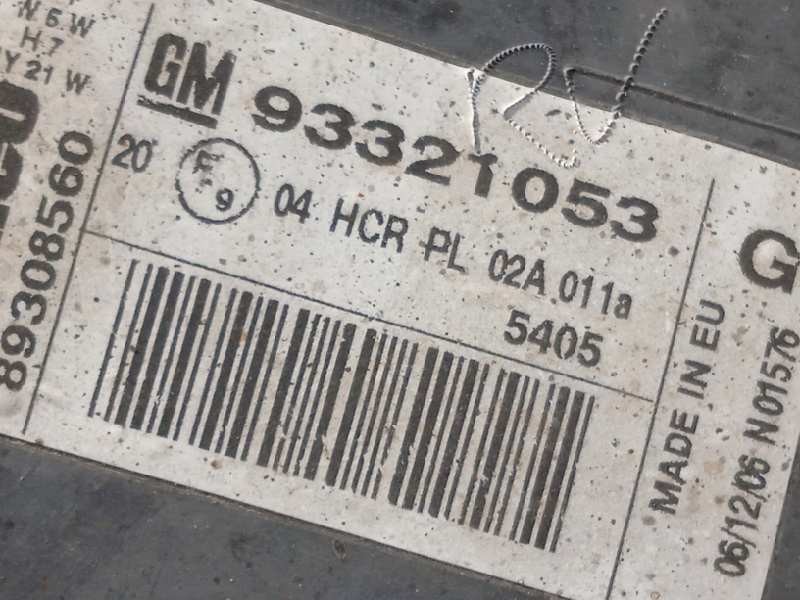 W 5 W
H 7
Y 21 W
89308560
GM 93321053
20 E9 04 HCR PL 02A 011a
5405
G
MADE IN EU
06/12/06 N01576